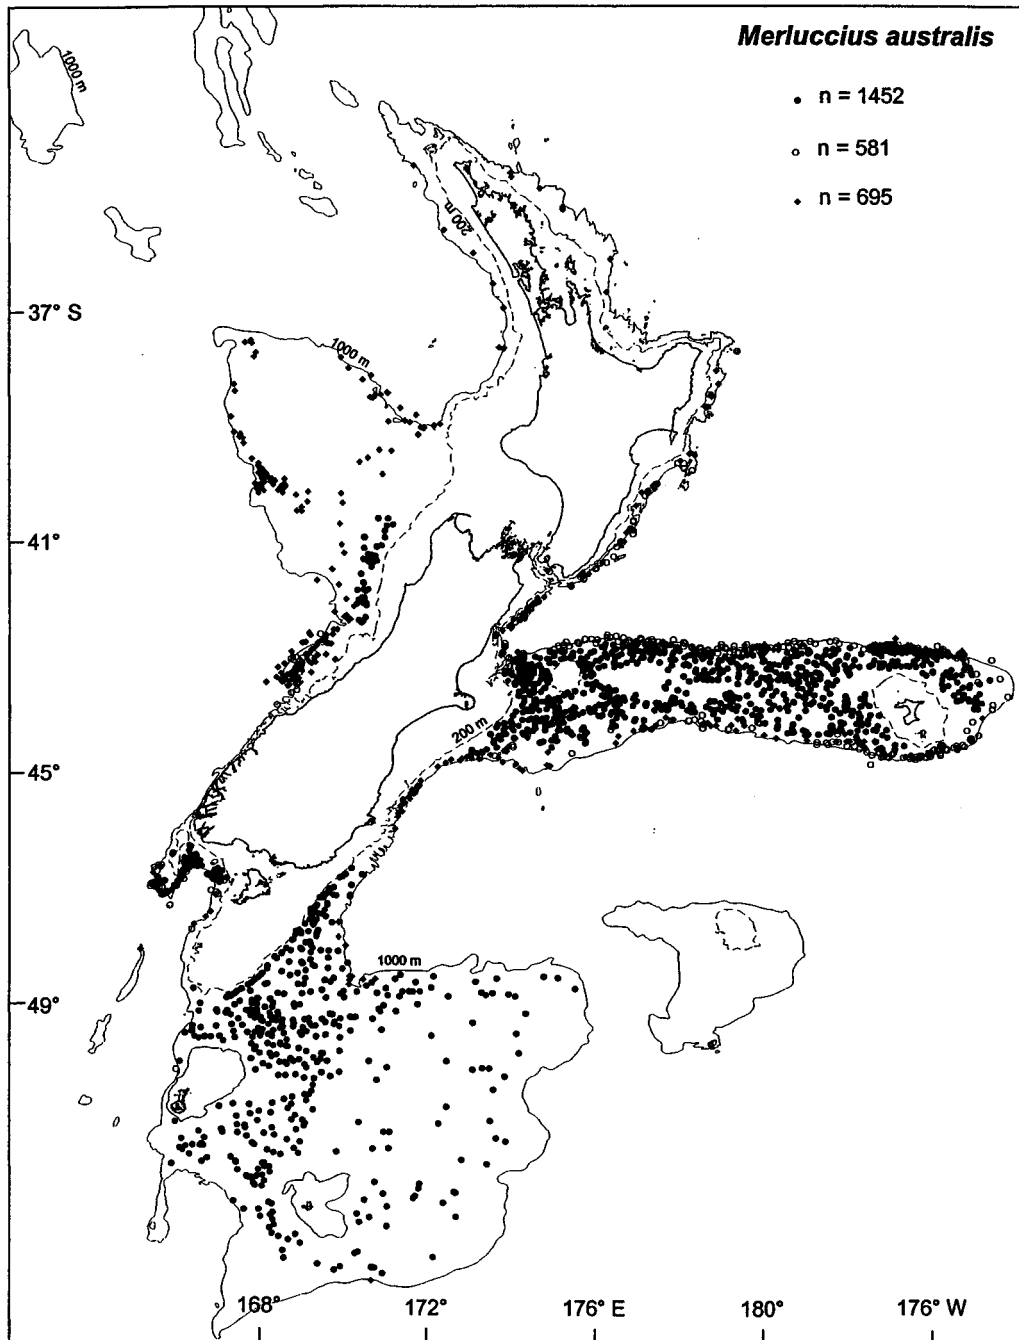 Merluccius australis
• n = 1452
○ n = 581
◆ n = 695
1000 m
200 m
37° S
1000 m
41°
200 m
45°
1000 m
49°
168°
172°
176° E
180°
176° W